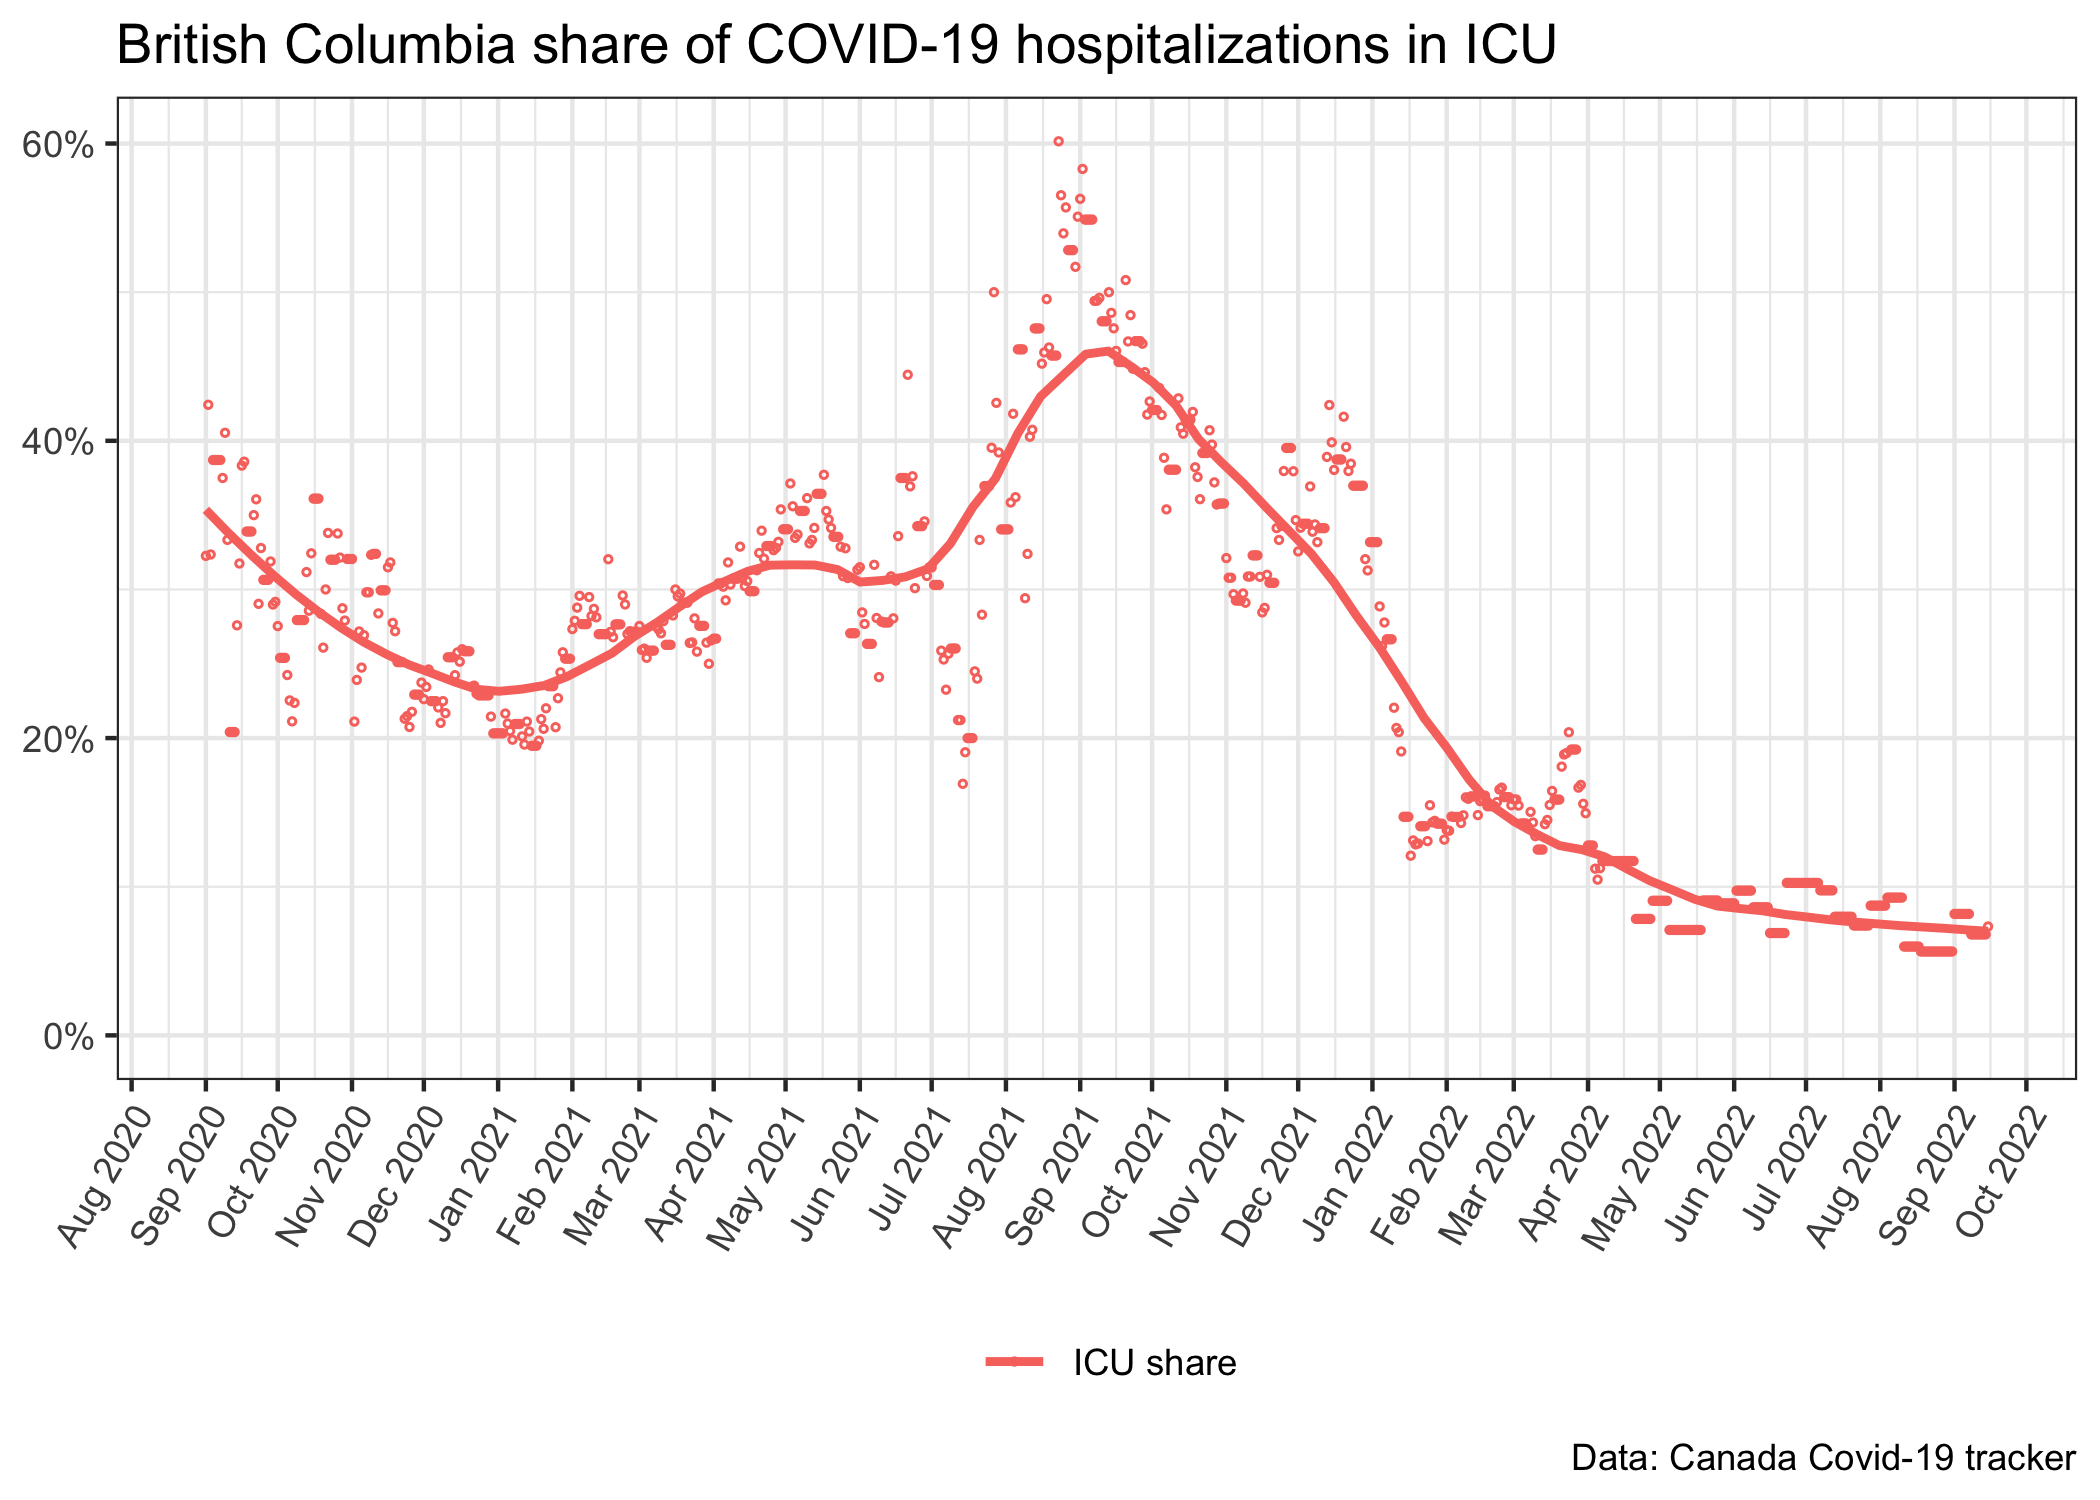 British Columbia share of COVID-19 hospitalizations in ICU
60%
40%
20%
0%
Aug 2020
Sep 2020
Oct 2020
Nov 2020
Dec 2020
Jan 2021
Feb 2021
Mar 2021
Apr 2021
May 2021
Jun 2021
Jul 2021
Aug 2021
Sep 2021
Oct 2021
Nov 2021
Dec 2021
Jan 2022
Feb 2022
Mar 2022
Apr 2022
May 2022
Jun 2022
Jul 2022
Aug 2022
Sep 2022
Oct 2022
ICU share
Data: Canada Covid-19 tracker